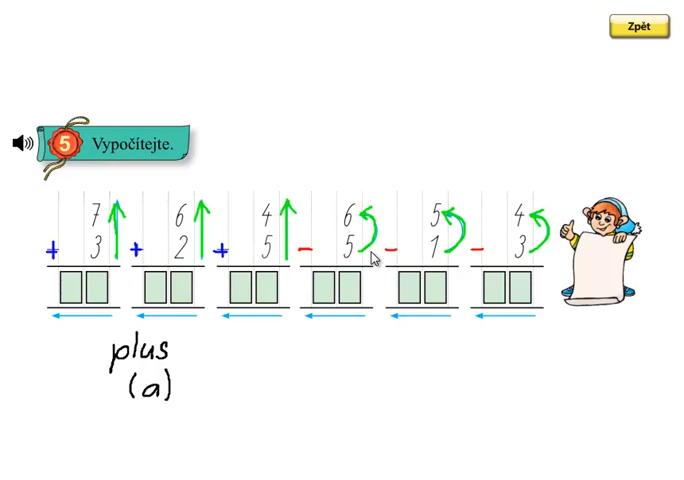 Zpět
5 Vypočítejte.
7 6 4 6 5 4
+ 3 + 2 + 5 - 5 - 1 - 3
plus
(a)